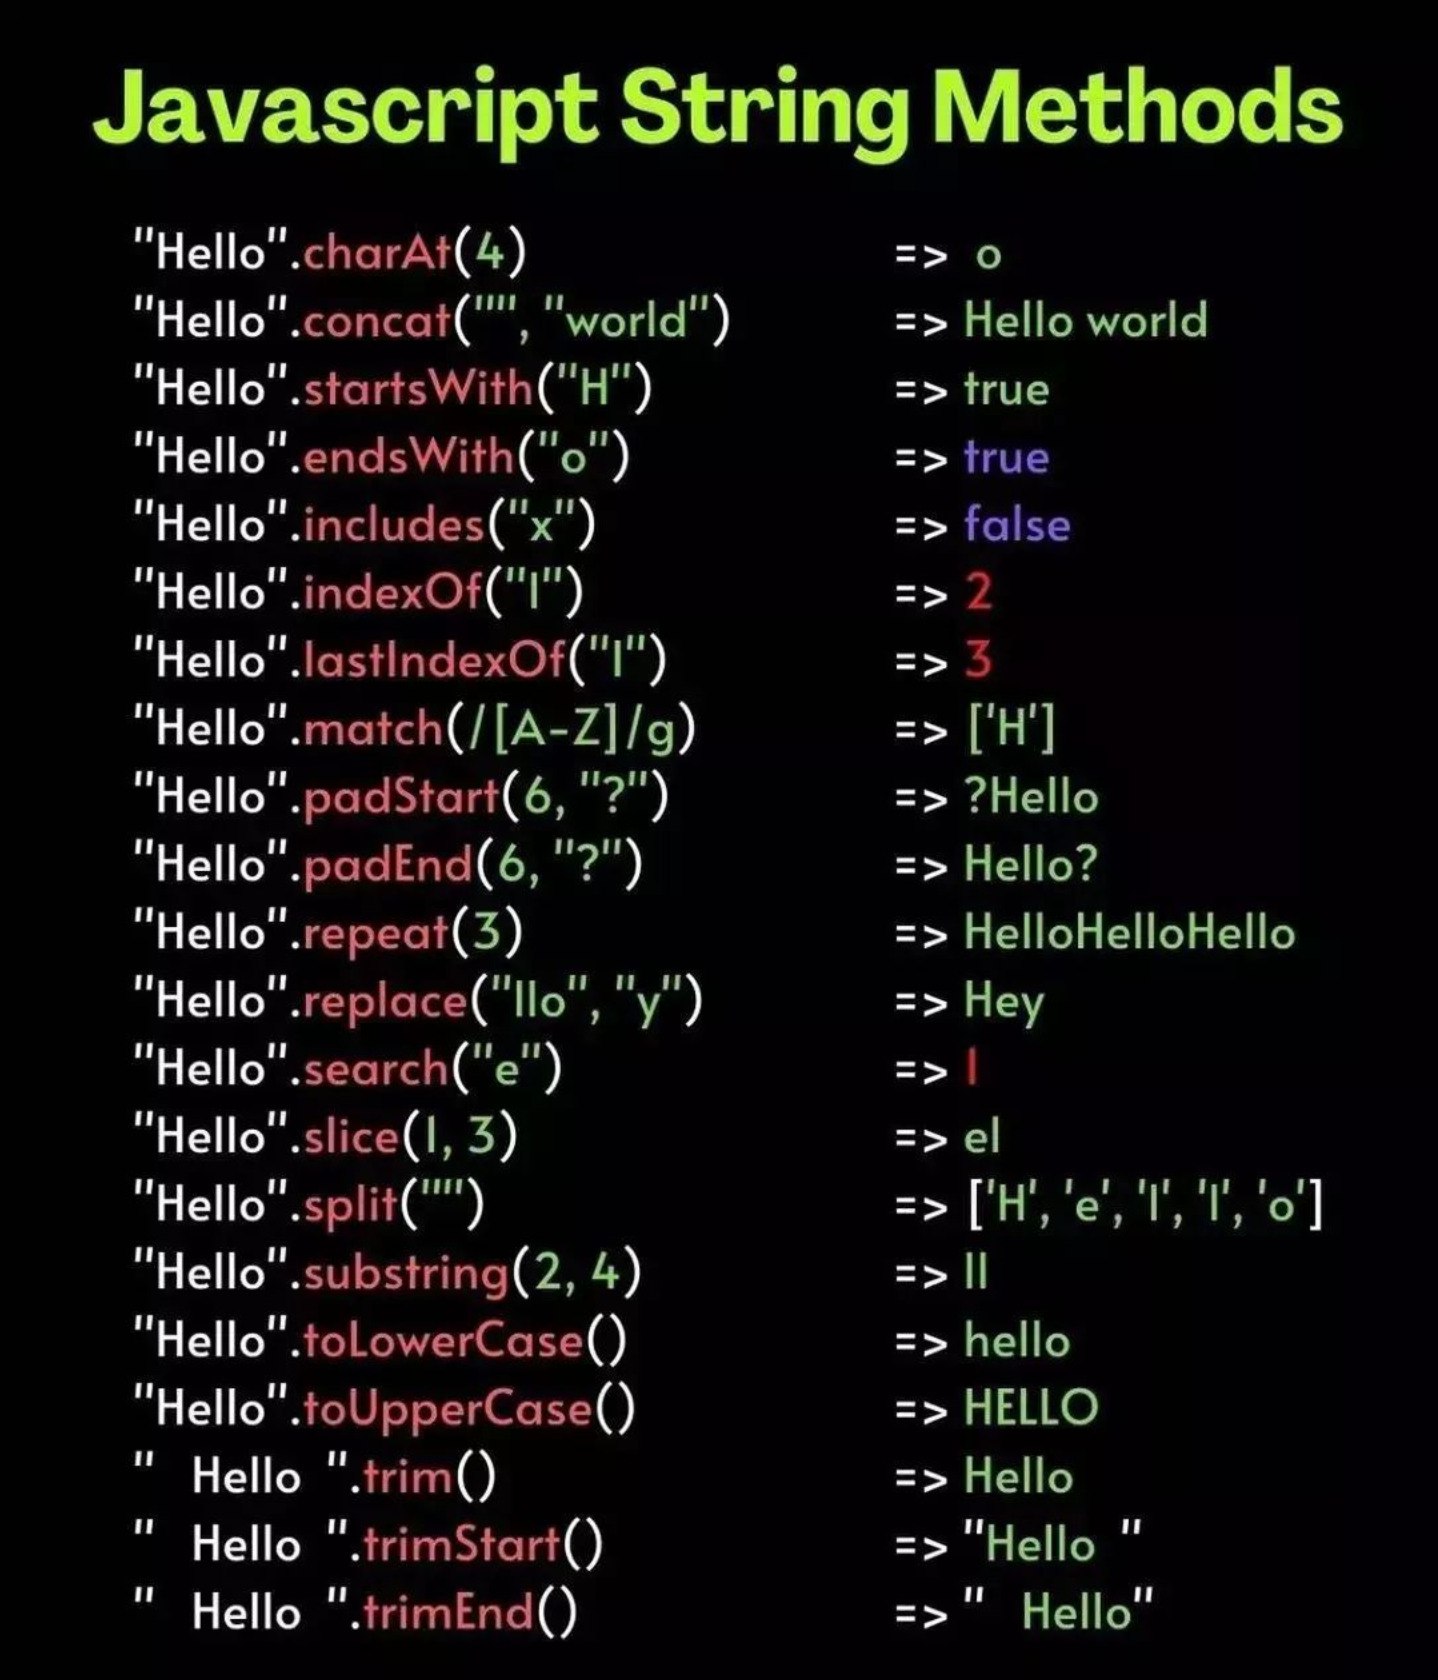 Javascript String Methods
"Hello".charAt(4) => o
"Hello".concat("", "world") => Hello world
"Hello".startsWith("H") => true
"Hello".endsWith("o") => true
"Hello".includes("x") => false
"Hello".indexOf("l") => 2
"Hello".lastIndexOf("l") => 3
"Hello".match(/[A-Z]/g) => ['H']
"Hello".padStart(6, "?") => ?Hello
"Hello".padEnd(6, "?") => Hello?
"Hello".repeat(3) => HelloHelloHello
"Hello".replace("llo", "y") => Hey
"Hello".search("e") => 1
"Hello".slice(1, 3) => el
"Hello".split("") => ['H', 'e', 'l', 'l', 'o']
"Hello".substring(2, 4) => ll
"Hello".toLowerCase() => hello
"Hello".toUpperCase() => HELLO
"  Hello  ".trim() => Hello
"  Hello  ".trimStart() => "Hello  "
"  Hello  ".trimEnd() => "  Hello"